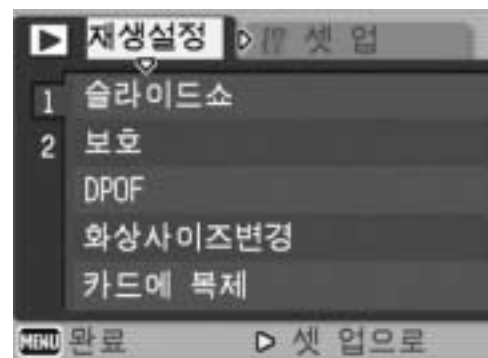 재생설정 셋 업
1 슬라이드쇼
2 보호
DPOF
화상사이즈변경
카드에 복제
MENU 완료 셋 업으로